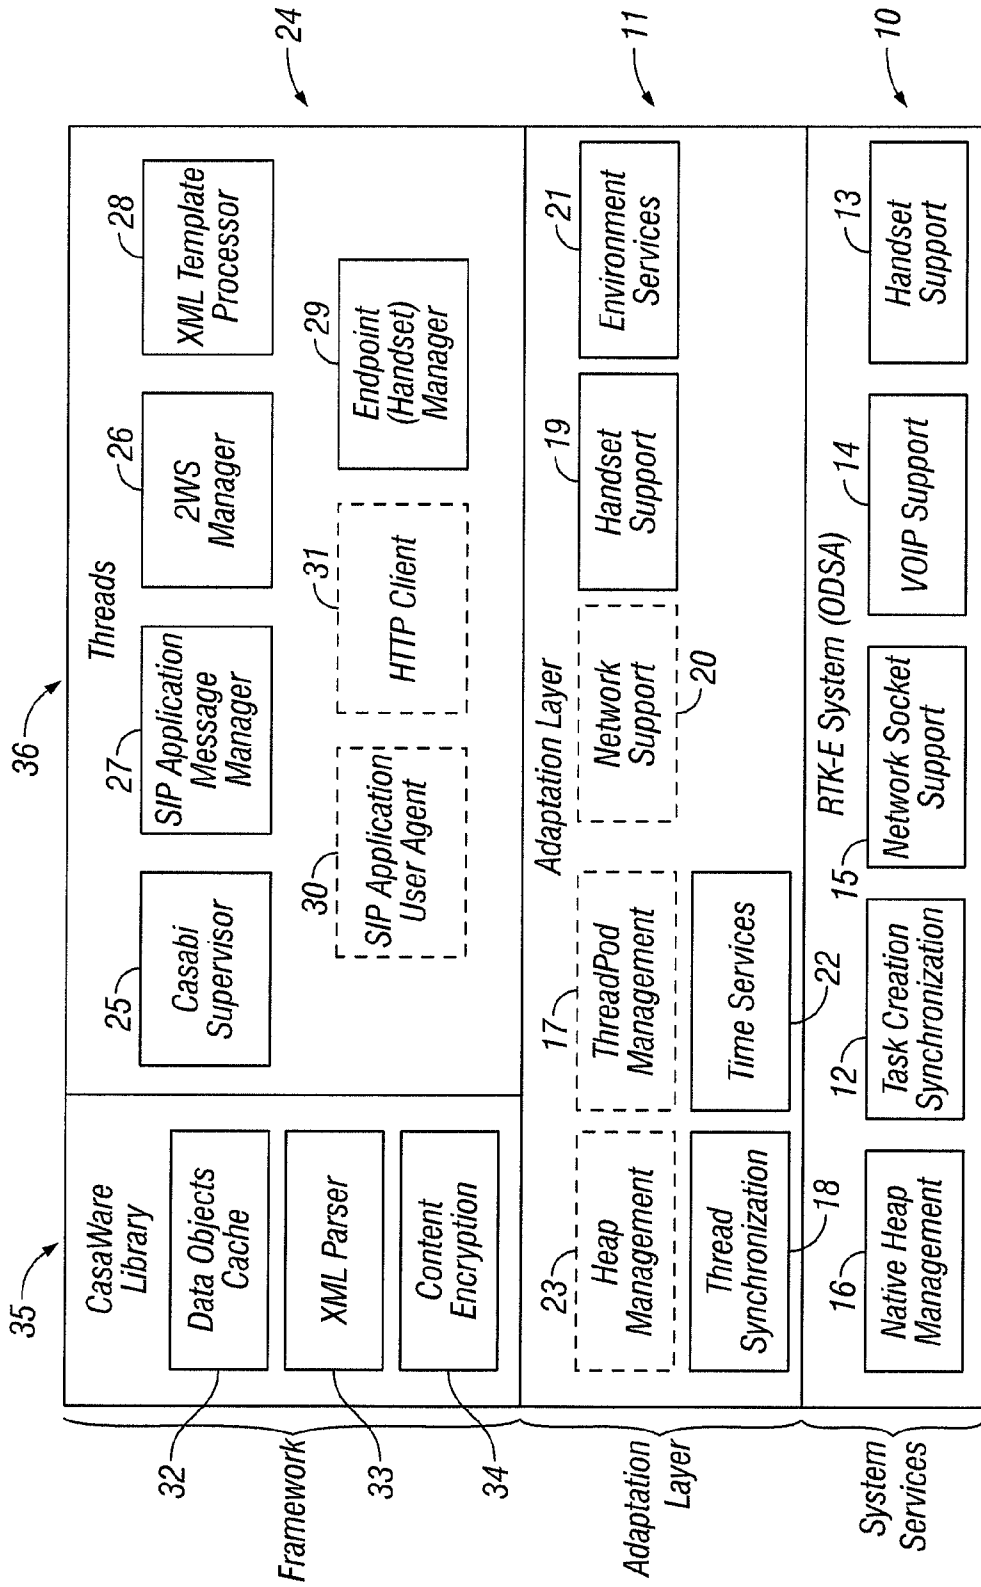 35
36
24
Framework
CasaWare
Library
32
Data Objects
Cache
33
XML Parser
34
Content
Encryption
Threads
25
Casabi
Supervisor
27
SIP Application
Message
Manager
26
2WS
Manager
28
XML Template
Processor
30
SIP Application
User Agent
31
HTTP Client
29
Endpoint
(Handset)
Manager
Adaptation
Layer
11
Adaptation Layer
23
Heap
Management
17
ThreadPod
Management
Network
Support
20
19
Handset
Support
21
Environment
Services
Thread
Synchronization
18
Time Services
22
System
Services
10
RTK-E System (ODSA)
16
Native Heap
Management
12
Task Creation
Synchronization
15
Network Socket
Support
14
VOIP Support
13
Handset
Support